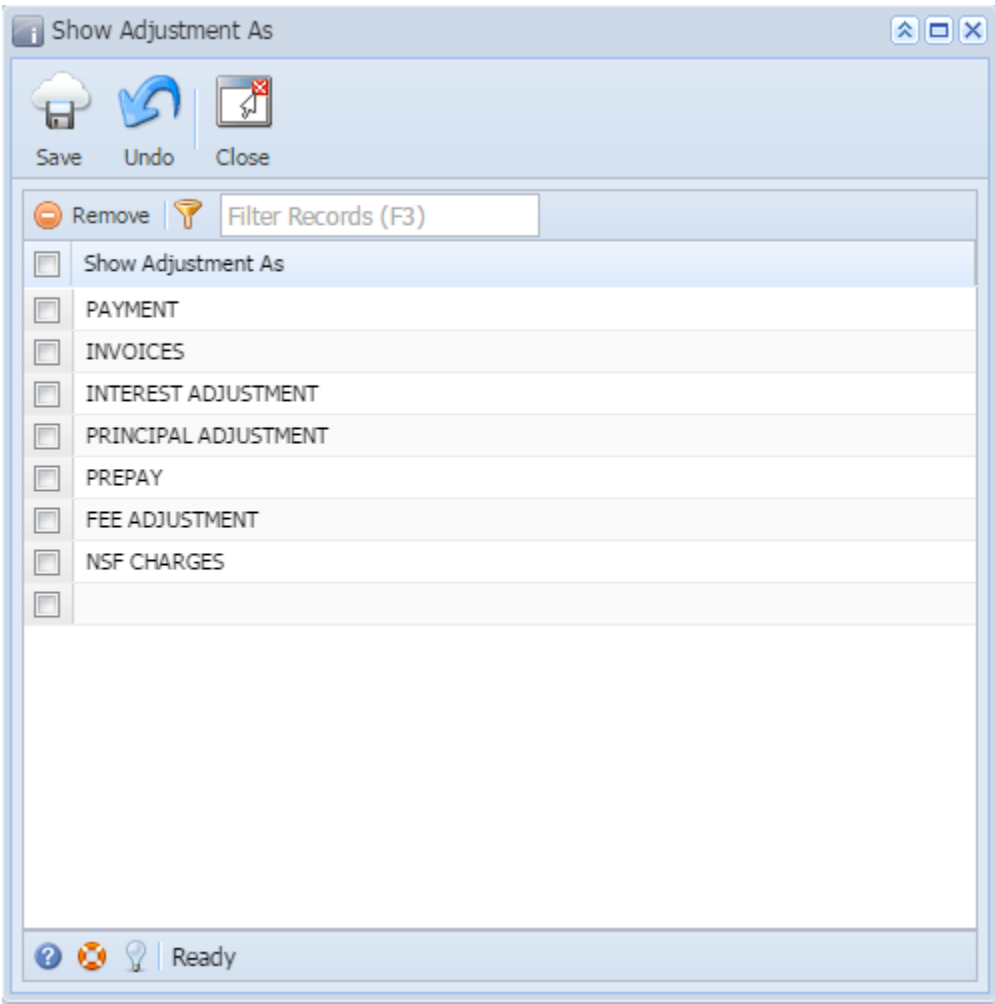 Show Adjustment As
Save Undo Close
Remove Filter Records (F3)
Show Adjustment As
PAYMENT
INVOICES
INTEREST ADJUSTMENT
PRINCIPAL ADJUSTMENT
PREPAY
FEE ADJUSTMENT
NSF CHARGES
Ready